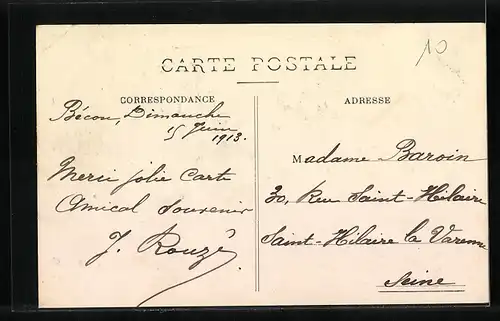 10
CARTE POSTALE
CORRESPONDANCE
ADRESSE
Bécon, Dimanche
15 Juin
1913.
Merci jolie Carte
Amical souvenir
J. Rouzé
Madame Baroin
30, Rue Saint-Hilaire
Saint-Hilaire la Varenne
Seine